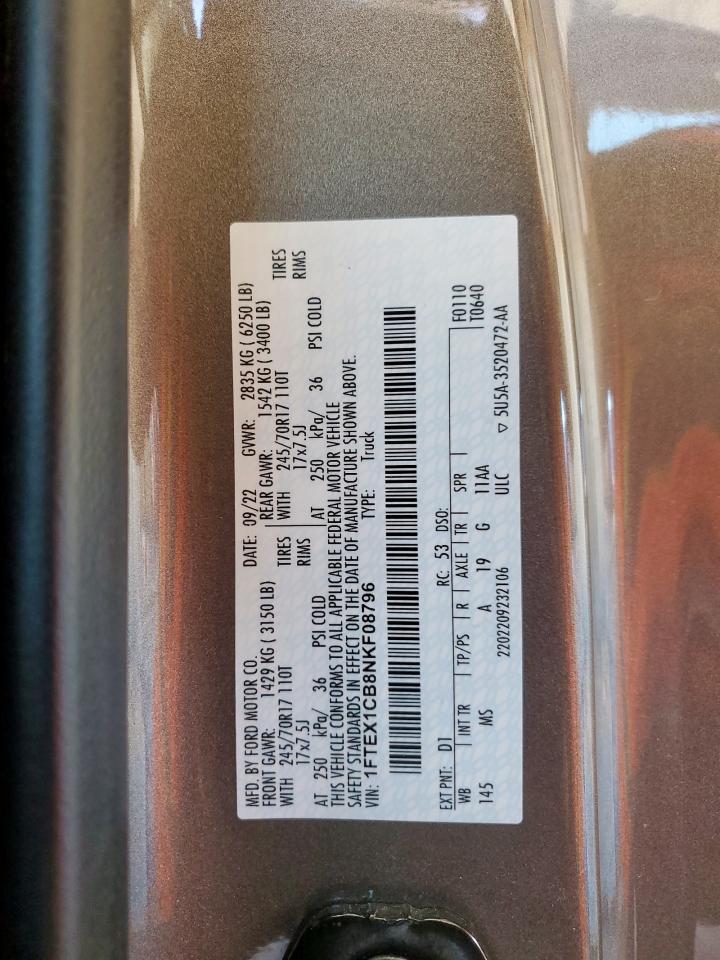 MFD. BY FORD MOTOR CO. DATE: 09/22 GVWR: 2835 KG ( 6250 LB)
FRONT GAWR: 1429 KG ( 3150 LB) REAR GAWR: 1542 KG ( 3400 LB)
WITH 245/70R17 110T TIRES WITH 245/70R17 110T TIRES
17x7.5J RIMS 17x7.5J RIMS
AT 250 kPa/ 36 PSI COLD AT 250 kPa/ 36 PSI COLD
THIS VEHICLE CONFORMS TO ALL APPLICABLE FEDERAL MOTOR VEHICLE
SAFETY STANDARDS IN EFFECT ON THE DATE OF MANUFACTURE SHOWN ABOVE.
VIN: 1FTEX1CB8NKF08796 TYPE: Truck
EXT PNT: D1 RC: 53 DSO: F0110
WB INT TR TP/PS R AXLE TR SPR T0640
145 MS A 19 G 11AA
2202209232106 ULC ▽ 5U5A-3520472-AA